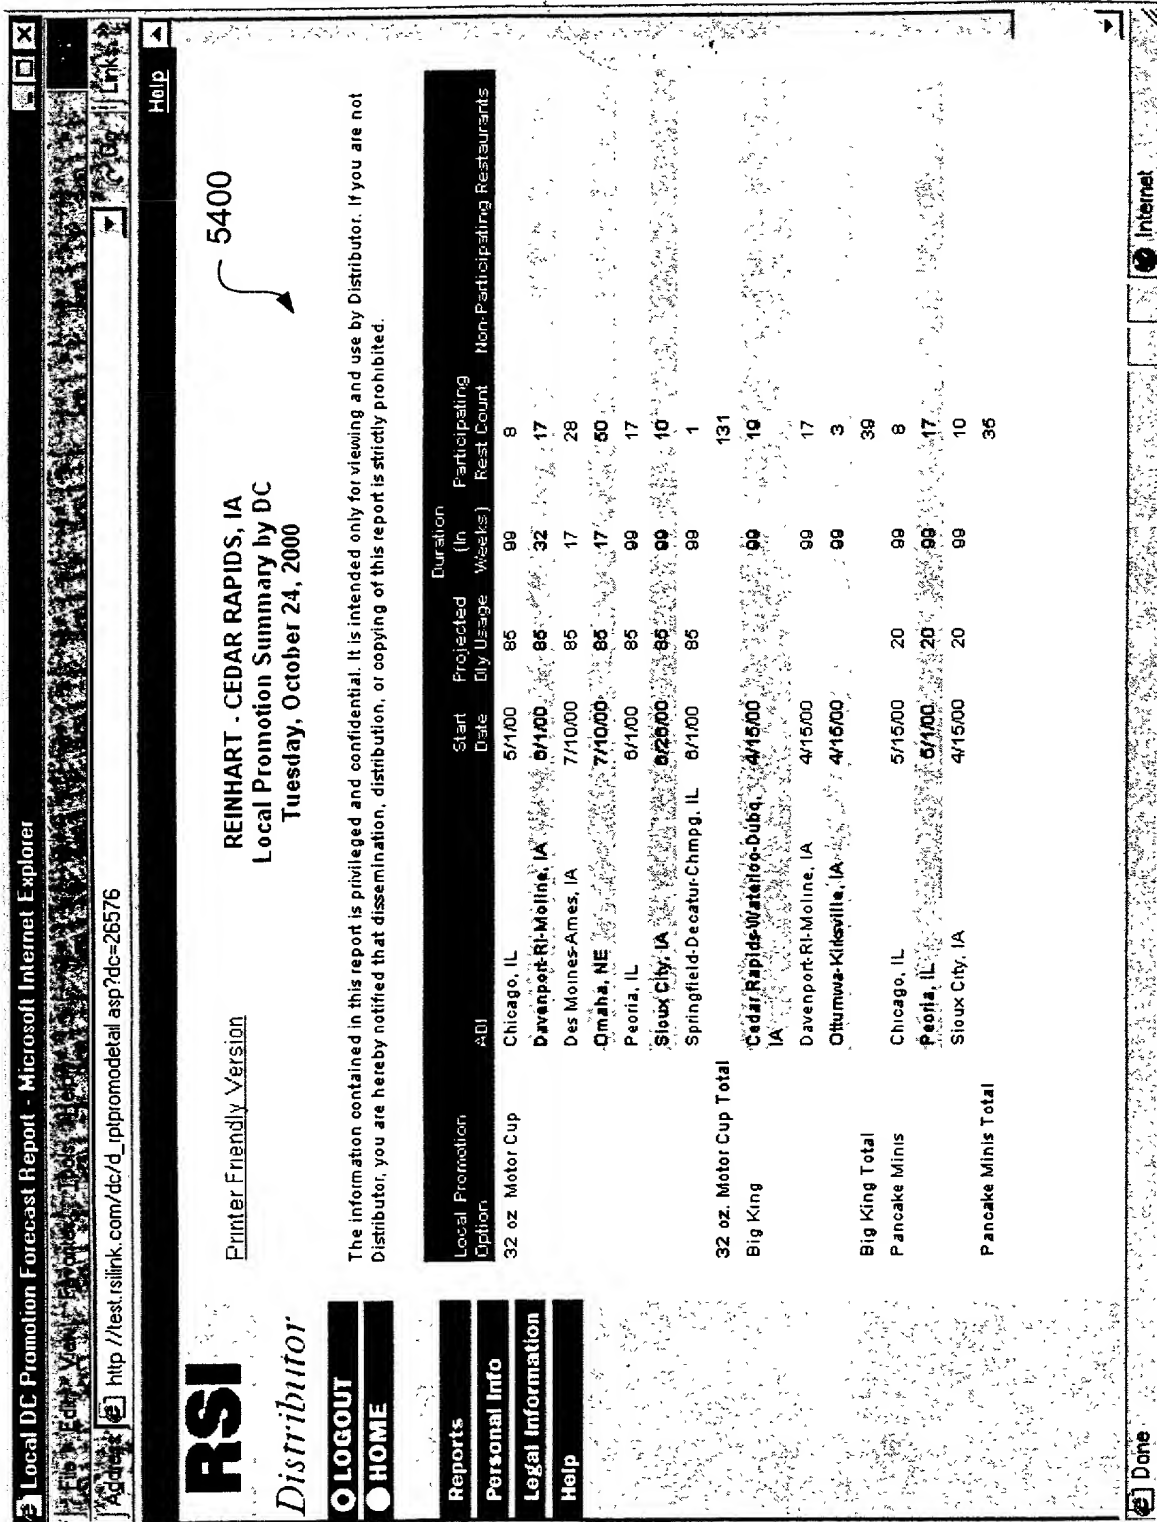 Local DC Promotion Forecast Report - Microsoft Internet Explorer
File Edit View Favorites Tools Help
Address http //test.rsilink.com/dc/d_rptpromodetail asp?dc=26576 Go Links
Help
RSI
Distributor
LOGOUT
HOME
Reports
Personal Info
Legal Information
Help
Printer Friendly Version
REINHART - CEDAR RAPIDS, IA
Local Promotion Summary by DC
Tuesday, October 24, 2000
5400
The information contained in this report is privileged and confidential. It is intended only for viewing and use by Distributor. If you are not
Distributor, you are hereby notified that dissemination, distribution, or copying of this report is strictly prohibited.
Local Promotion Option ADI Start Date Projected Dly Usage Duration (In Weeks) Participating Rest Count Non-Participating Restaurants
32 oz Motor Cup Chicago, IL 5/1/00 85 99 8
Davenport-RI-Moline, IA 6/1/00 85 32 17
Des Moines-Ames, IA 7/10/00 85 17 28
Omaha, NE 7/10/00 85 17 50
Peoria, IL 6/1/00 85 99 17
Sioux City, IA 85 99 10
Springfield-Decatur-Chmpg, IL 6/1/00 85 99 1
32 oz. Motor Cup Total 131
Big King Cedar Rapids-Waterloo-Dubq, 4/15/00 99 19
IA
Davenport-RI-Moline, IA 4/15/00 99 17
Ottumwa-Kirksville, IA 4/15/00 99 3
Big King Total 39
Pancake Minis Chicago, IL 5/15/00 20 99 8
Peoria, IL 20 99 17
Sioux City, IA 4/15/00 20 99 10
Pancake Minis Total 35
Done Internet